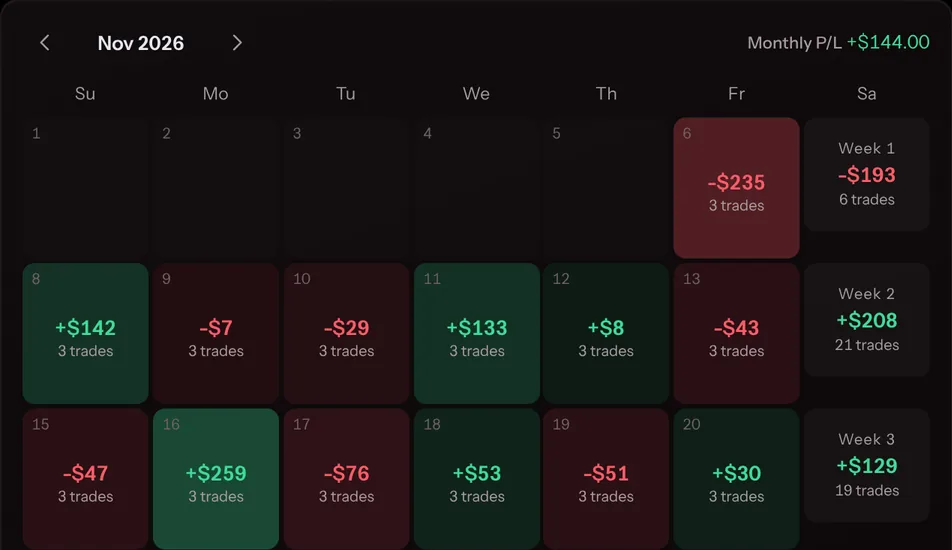 Nov 2026
Monthly P/L +$144.00
Su Mo Tu We Th Fr Sa
1 2 3 4 5 6
-$235
3 trades
Week 1
-$193
6 trades
8 9 10 11 12 13
+$142 -$7 -$29 +$133 +$8 -$43
3 trades 3 trades 3 trades 3 trades 3 trades 3 trades
Week 2
+$208
21 trades
15 16 17 18 19 20
-$47 +$259 -$76 +$53 -$51 +$30
3 trades 3 trades 3 trades 3 trades 3 trades 3 trades
Week 3
+$129
19 trades